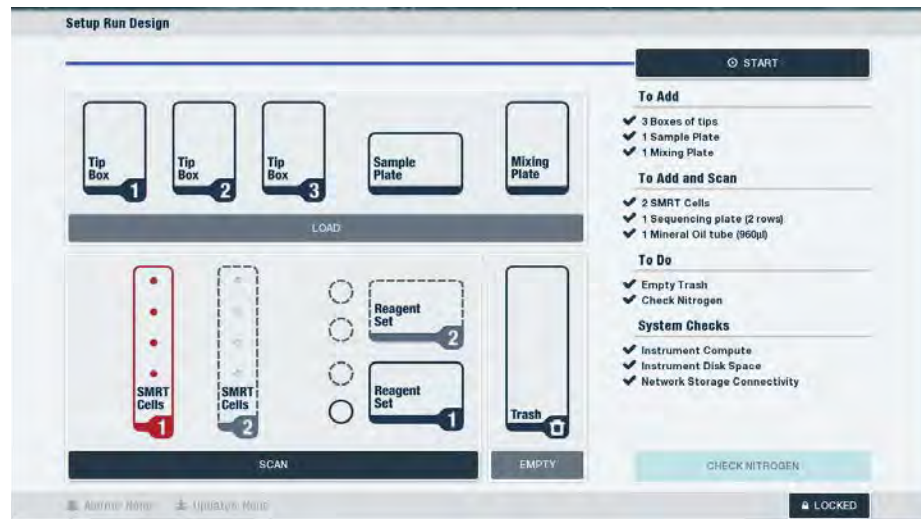 Setup Run Design
START
To Add
3 Boxes of tips
1 Sample Plate
1 Mixing Plate
To Add and Scan
2 SMRT Cells
1 Sequencing plate (2 rows)
1 Mineral Oil tube (960µl)
To Do
Empty Trash
Check Nitrogen
System Checks
Instrument Compute
Instrument Disk Space
Network Storage Connectivity
Tip
Box
1
Tip
Box
2
Tip
Box
3
Sample
Plate
Mixing
Plate
LOAD
SMRT
Cells
1
SMRT
Cells
2
Reagent
Set
2
Reagent
Set
1
Trash
SCAN
EMPTY
CHECK NITROGEN
LOCKED